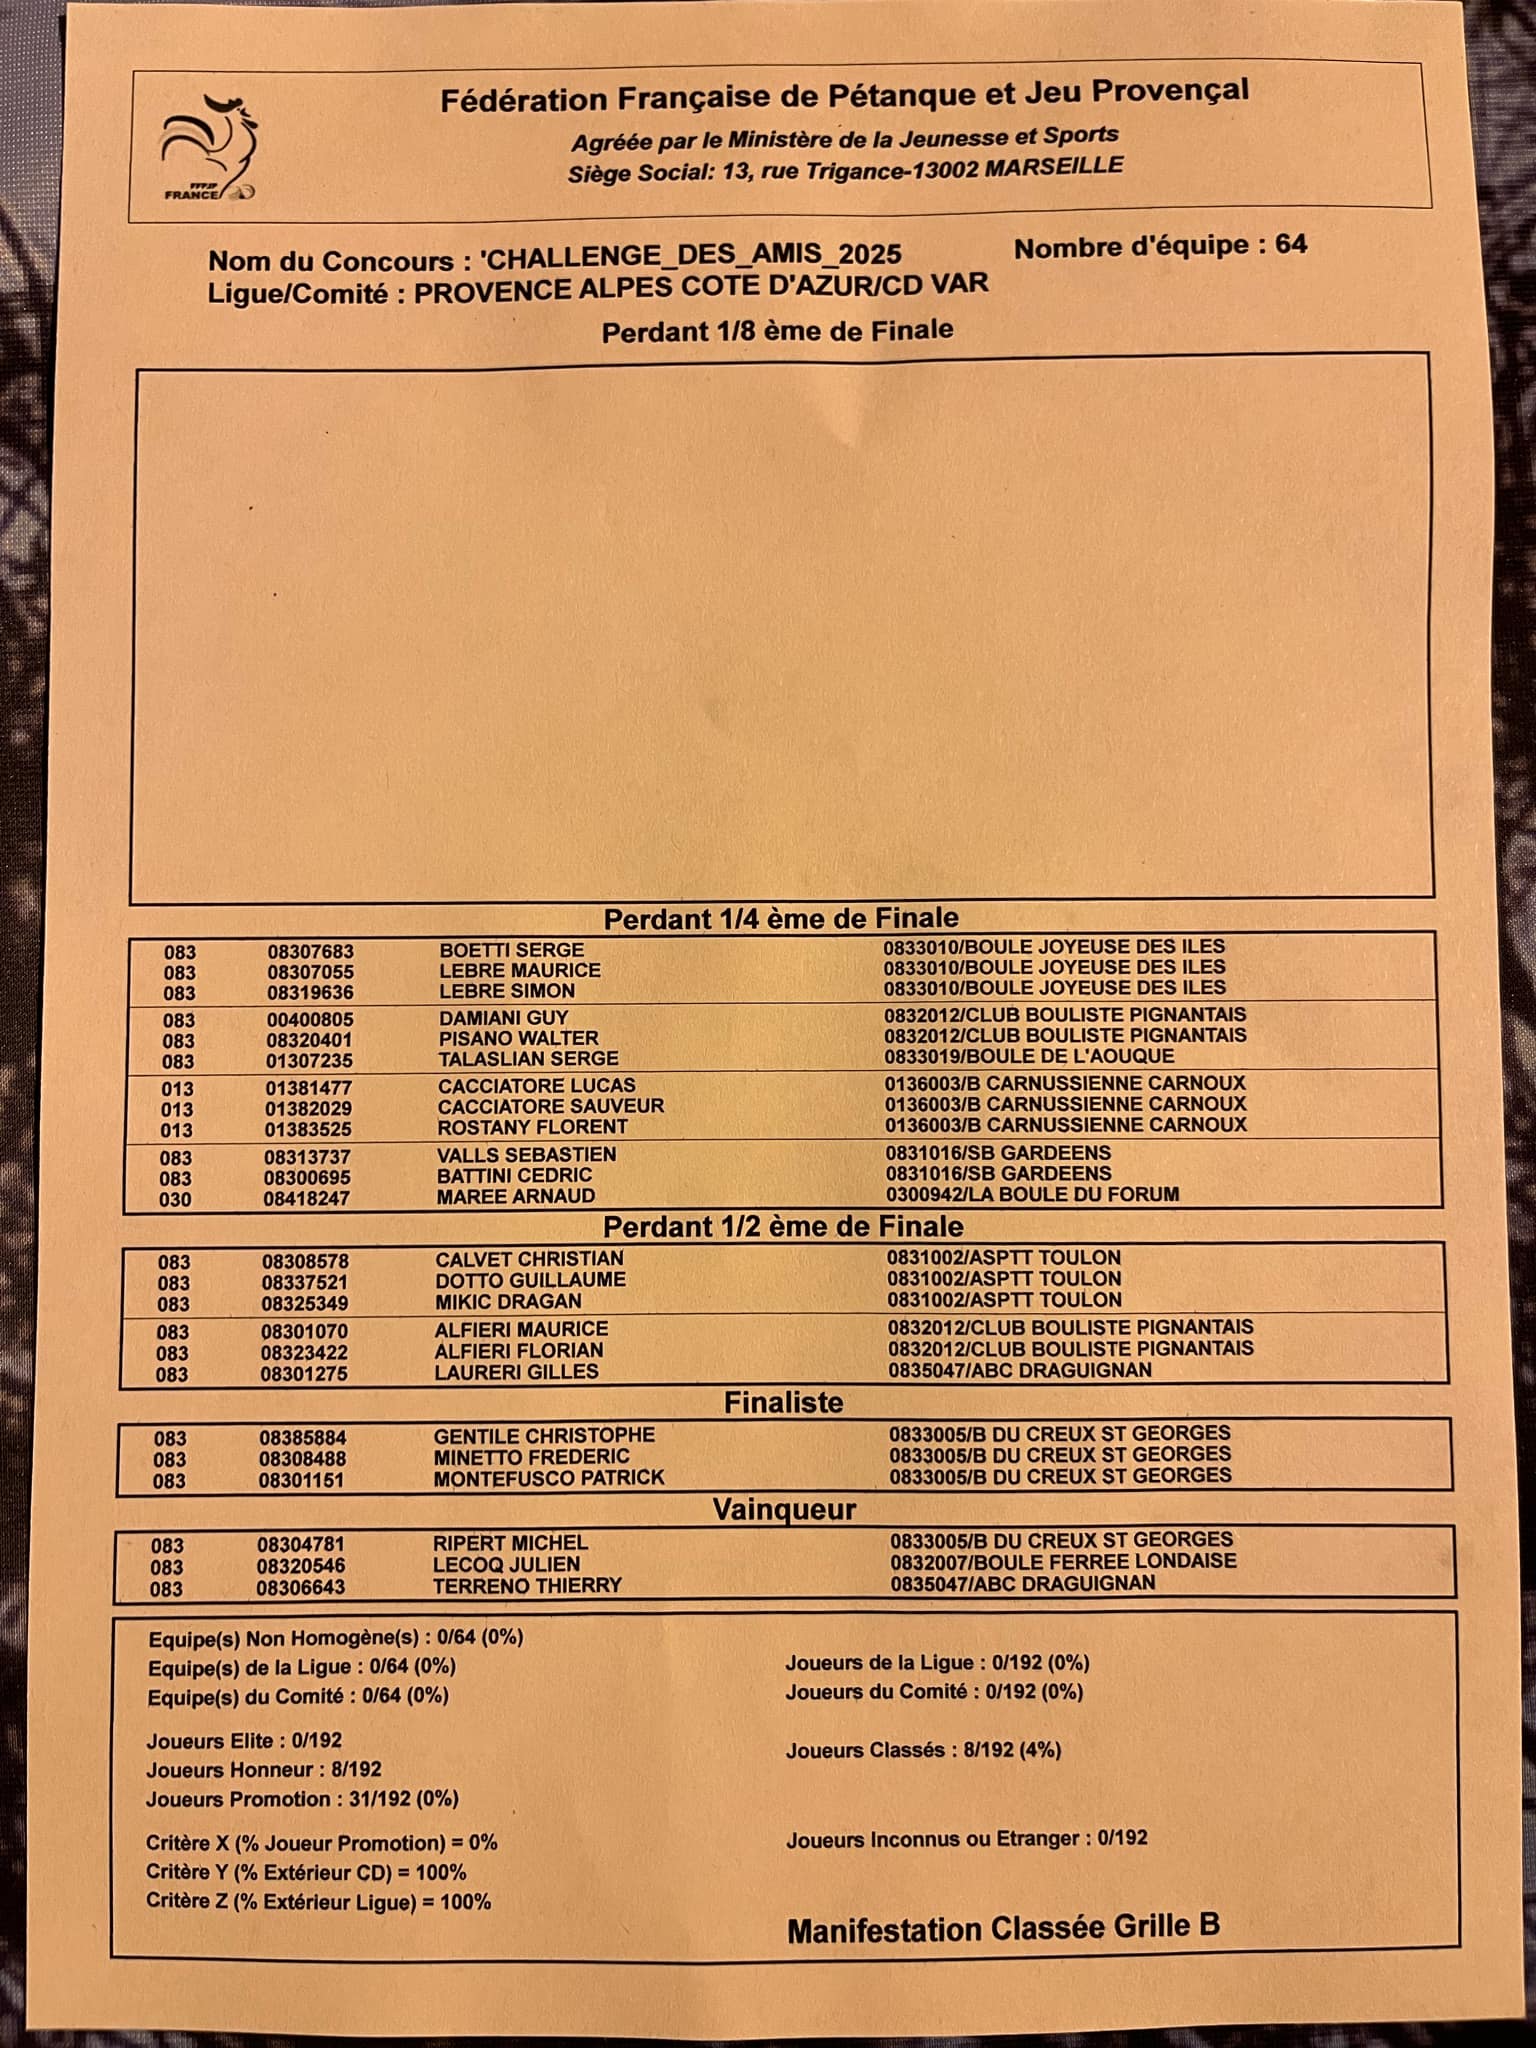 Fédération Française de Pétanque et Jeu Provençal
Agréée par le Ministère de la Jeunesse et Sports
Siège Social: 13, rue Trigance-13002 MARSEILLE
FFPJP
FRANCE
Nom du Concours : 'CHALLENGE_DES_AMIS_2025 Nombre d'équipe : 64
Ligue/Comité : PROVENCE ALPES COTE D'AZUR/CD VAR
Perdant 1/8 ème de Finale
Perdant 1/4 ème de Finale
083 08307683 BOETTI SERGE 0833010/BOULE JOYEUSE DES ILES
083 08307055 LEBRE MAURICE 0833010/BOULE JOYEUSE DES ILES
083 08319636 LEBRE SIMON 0833010/BOULE JOYEUSE DES ILES
083 00400805 DAMIANI GUY 0832012/CLUB BOULISTE PIGNANTAIS
083 08320401 PISANO WALTER 0832012/CLUB BOULISTE PIGNANTAIS
083 01307235 TALASLIAN SERGE 0833019/BOULE DE L'AOUQUE
013 01381477 CACCIATORE LUCAS 0136003/B CARNUSSIENNE CARNOUX
013 01382029 CACCIATORE SAUVEUR 0136003/B CARNUSSIENNE CARNOUX
013 01383525 ROSTANY FLORENT 0136003/B CARNUSSIENNE CARNOUX
083 08313737 VALLS SEBASTIEN 0831016/SB GARDEENS
083 08300695 BATTINI CEDRIC 0831016/SB GARDEENS
030 08418247 MAREE ARNAUD 0300942/LA BOULE DU FORUM
Perdant 1/2 ème de Finale
083 08308578 CALVET CHRISTIAN 0831002/ASPTT TOULON
083 08337521 DOTTO GUILLAUME 0831002/ASPTT TOULON
083 08325349 MIKIC DRAGAN 0831002/ASPTT TOULON
083 08301070 ALFIERI MAURICE 0832012/CLUB BOULISTE PIGNANTAIS
083 08323422 ALFIERI FLORIAN 0832012/CLUB BOULISTE PIGNANTAIS
083 08301275 LAURERI GILLES 0835047/ABC DRAGUIGNAN
Finaliste
083 08385884 GENTILE CHRISTOPHE 0833005/B DU CREUX ST GEORGES
083 08308488 MINETTO FREDERIC 0833005/B DU CREUX ST GEORGES
083 08301151 MONTEFUSCO PATRICK 0833005/B DU CREUX ST GEORGES
Vainqueur
083 08304781 RIPERT MICHEL 0833005/B DU CREUX ST GEORGES
083 08320546 LECOQ JULIEN 0832007/BOULE FERREE LONDAISE
083 08306643 TERRENO THIERRY 0835047/ABC DRAGUIGNAN
Equipe(s) Non Homogène(s) : 0/64 (0%)
Equipe(s) de la Ligue : 0/64 (0%) Joueurs de la Ligue : 0/192 (0%)
Equipe(s) du Comité : 0/64 (0%) Joueurs du Comité : 0/192 (0%)
Joueurs Elite : 0/192
Joueurs Honneur : 8/192 Joueurs Classés : 8/192 (4%)
Joueurs Promotion : 31/192 (0%)
Critère X (% Joueur Promotion) = 0% Joueurs Inconnus ou Etranger : 0/192
Critère Y (% Extérieur CD) = 100%
Critère Z (% Extérieur Ligue) = 100%
Manifestation Classée Grille B